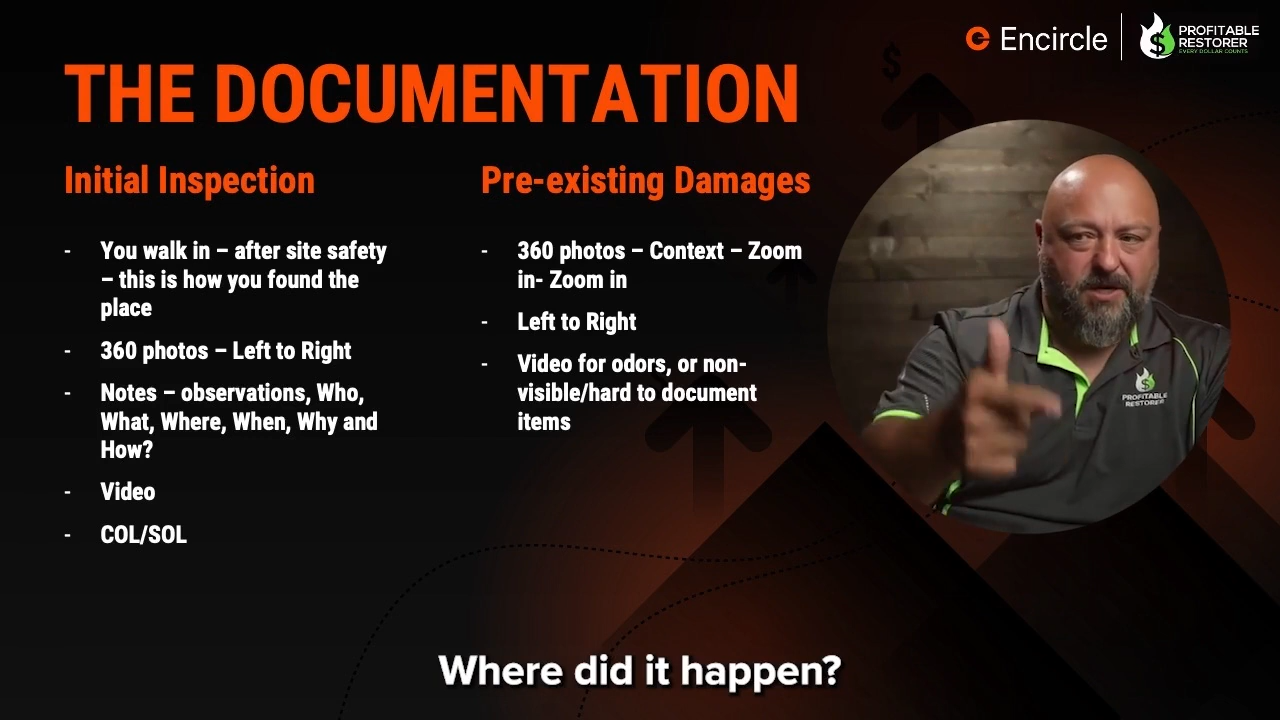 Encircle
PROFITABLE
RESTORER
EVERY DOLLAR COUNTS
THE DOCUMENTATION
Initial Inspection
- You walk in – after site safety
– this is how you found the
place
- 360 photos – Left to Right
- Notes – observations, Who,
What, Where, When, Why and
How?
- Video
- COL/SOL
Pre-existing Damages
- 360 photos – Context – Zoom
in- Zoom in
- Left to Right
- Video for odors, or non-
visible/hard to document
items
$
$
PROFITABLE
RESTORER
Where did it happen?